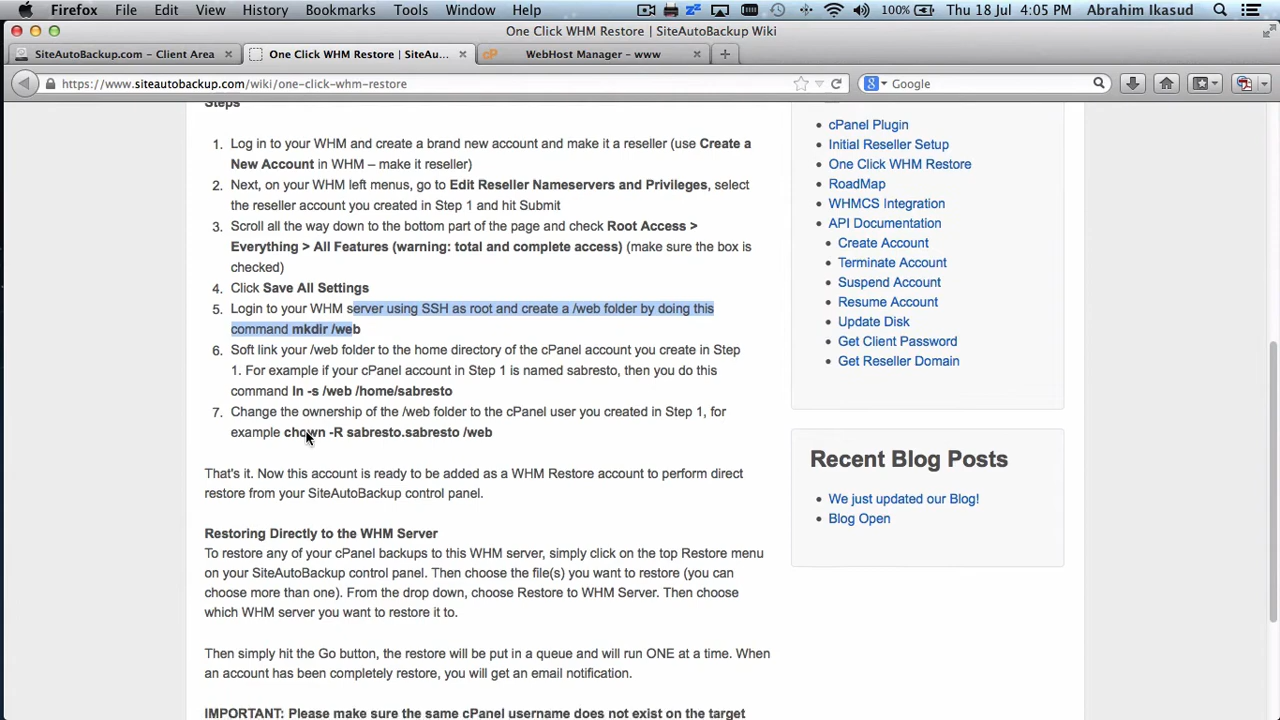 Firefox File Edit View History Bookmarks Tools Window Help 100% Thu 18 Jul 4:05 PM Abrahim Ikasud
One Click WHM Restore | SiteAutoBackup Wiki
SiteAutoBackup.com - Client Area × One Click WHM Restore | SiteAu... × cP WebHost Manager - www × +
https://www.siteautobackup.com/wiki/one-click-whm-restore Google
Steps
1. Log in to your WHM and create a brand new account and make it a reseller (use Create a
New Account in WHM – make it reseller)
2. Next, on your WHM left menus, go to Edit Reseller Nameservers and Privileges, select
the reseller account you created in Step 1 and hit Submit
3. Scroll all the way down to the bottom part of the page and check Root Access >
Everything > All Features (warning: total and complete access) (make sure the box is
checked)
4. Click Save All Settings
5. Login to your WHM server using SSH as root and create a /web folder by doing this
command mkdir /web
6. Soft link your /web folder to the home directory of the cPanel account you create in Step
1. For example if your cPanel account in Step 1 is named sabresto, then you do this
command ln -s /web /home/sabresto
7. Change the ownership of the /web folder to the cPanel user you created in Step 1, for
example chown -R sabresto.sabresto /web
That's it. Now this account is ready to be added as a WHM Restore account to perform direct
restore from your SiteAutoBackup control panel.
Restoring Directly to the WHM Server
To restore any of your cPanel backups to this WHM server, simply click on the top Restore menu
on your SiteAutoBackup control panel. Then choose the file(s) you want to restore (you can
choose more than one). From the drop down, choose Restore to WHM Server. Then choose
which WHM server you want to restore it to.
Then simply hit the Go button, the restore will be put in a queue and will run ONE at a time. When
an account has been completely restore, you will get an email notification.
IMPORTANT: Please make sure the same cPanel username does not exist on the target
cPanel Plugin
Initial Reseller Setup
One Click WHM Restore
RoadMap
WHMCS Integration
API Documentation
Create Account
Terminate Account
Suspend Account
Resume Account
Update Disk
Get Client Password
Get Reseller Domain
Recent Blog Posts
We just updated our Blog!
Blog Open